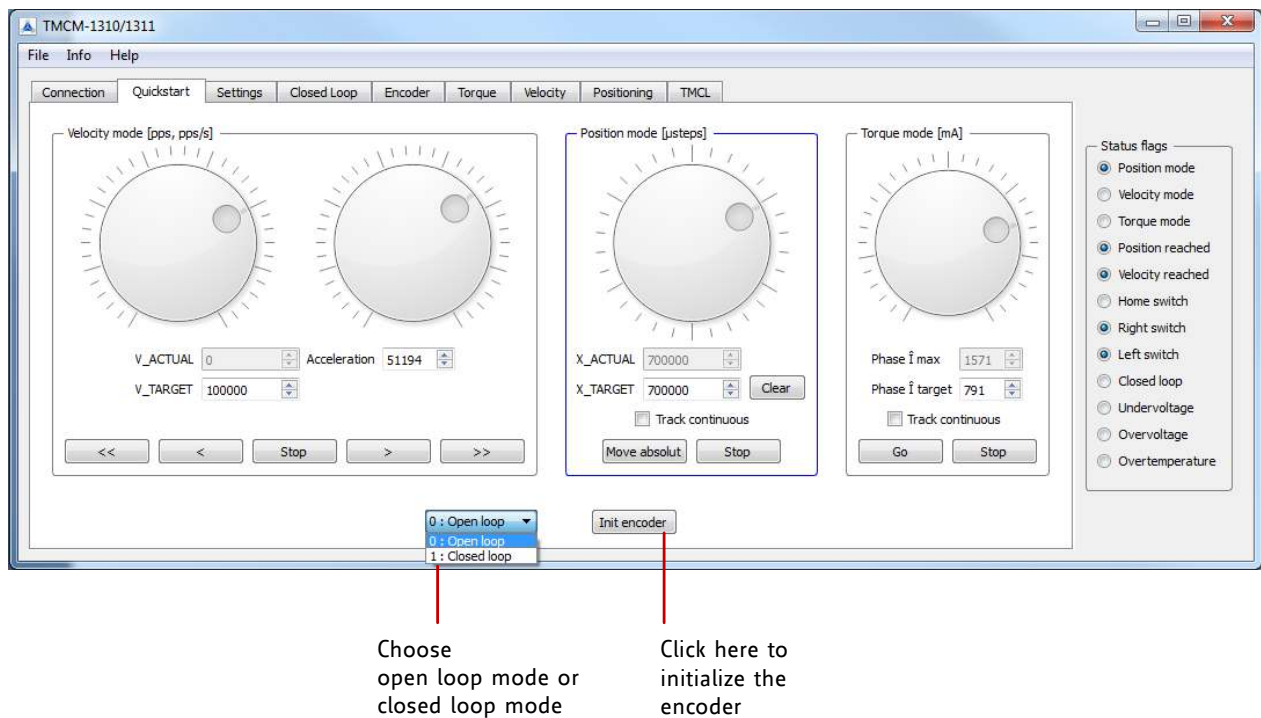 TMCM-1310/1311
File Info Help
Connection Quickstart Settings Closed Loop Encoder Torque Velocity Positioning TMCL
Velocity mode [pps, pps/s]
V_ACTUAL 0 Acceleration 51194
V_TARGET 100000
<< < Stop > >>
Position mode [µsteps]
X_ACTUAL 700000
X_TARGET 700000 Clear
Track continuous
Move absolut Stop
Torque mode [mA]
Phase Î max 1571
Phase Î target 791
Track continuous
Go Stop
Status flags
Position mode
Velocity mode
Torque mode
Position reached
Velocity reached
Home switch
Right switch
Left switch
Closed loop
Undervoltage
Overvoltage
Overtemperature
0 : Open loop Init encoder
0 : Open loop
1 : Closed loop
Choose
open loop mode or
closed loop mode
Click here to
initialize the
encoder